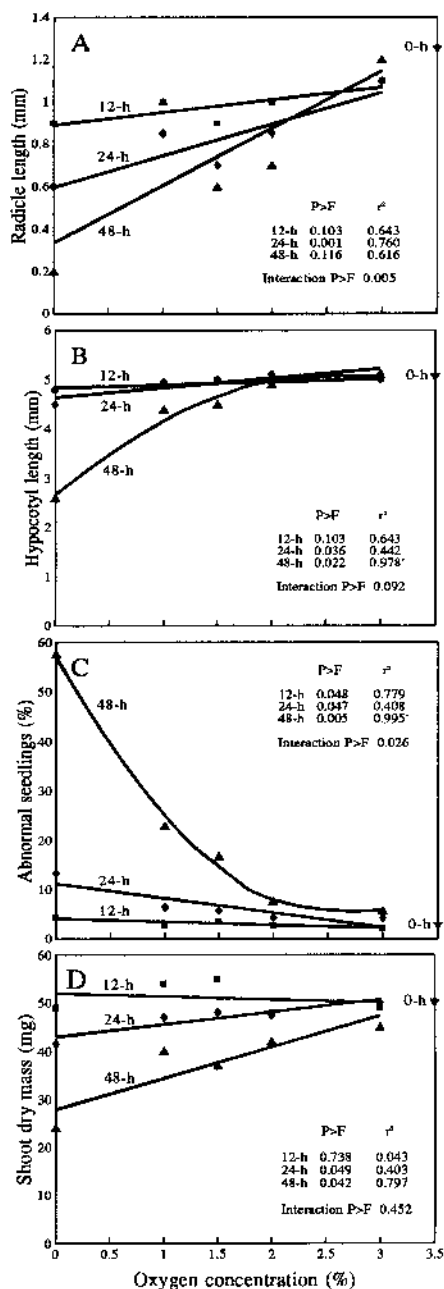 A
Radicle length (mm)
1.4
1.2
1
0.8
0.6
0.4
0.2
0
0-h
12-h
24-h
48-h
P>F r²
12-h 0.103 0.643
24-h 0.001 0.760
48-h 0.116 0.616
Interaction P>F 0.005
B
Hypocotyl length (mm)
6
5
4
3
2
1
0
12-h
24-h
48-h
0-h
P>F r²
12-h 0.103 0.643
24-h 0.036 0.442
48-h 0.022 0.978*
Interaction P>F 0.092
C
Abnormal seedlings (%)
60
50
40
30
20
10
0
48-h
24-h
12-h
0-h
P>F r²
12-h 0.048 0.779
24-h 0.047 0.408
48-h 0.005 0.995*
Interaction P>F 0.026
D
Shoot dry mass (mg)
60
50
40
30
20
10
0
12-h
24-h
48-h
0-h
P>F r²
12-h 0.738 0.043
24-h 0.049 0.403
48-h 0.042 0.797
Interaction P>F 0.452
0 0.5 1 1.5 2 2.5 3 3.5
Oxygen concentration (%)